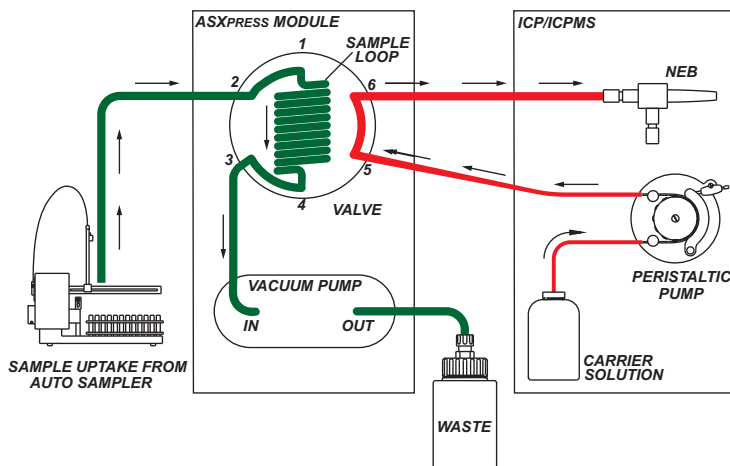 ASXPRESS MODULE
ICP/ICPMS
1
SAMPLE
LOOP
2
6
NEB
3
5
4
VALVE
VACUUM PUMP
IN
OUT
PERISTALTIC
PUMP
SAMPLE UPTAKE FROM
AUTO SAMPLER
CARRIER
SOLUTION
WASTE